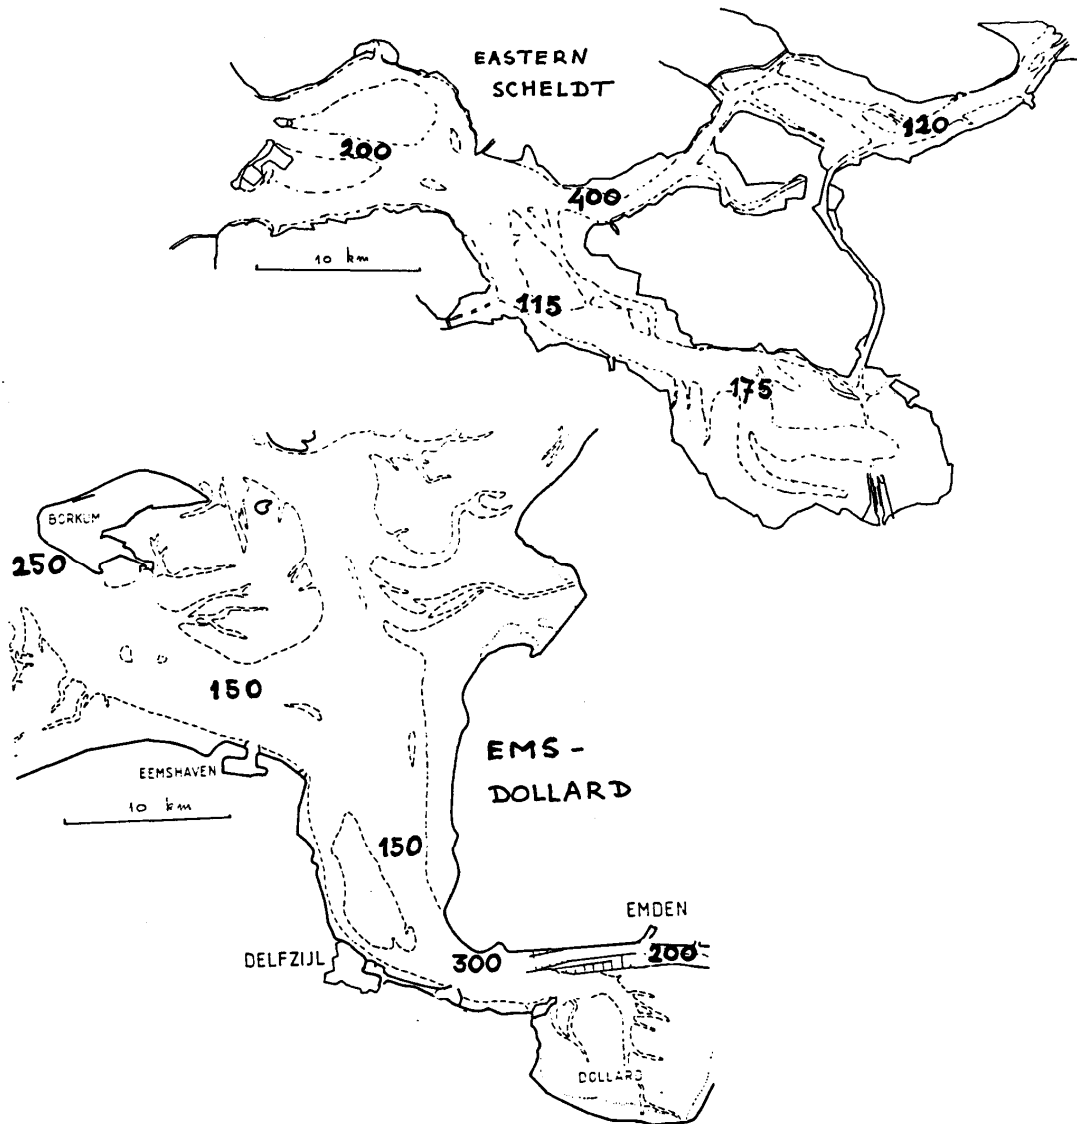 EASTERN
SCHELDT
200
120
400
10 km
115
175
BORKUM
250
150
EMS -
DOLLARD
EEMSHAVEN
10 km
150
EMDEN
DELFZIJL
300
200
DOLLARD